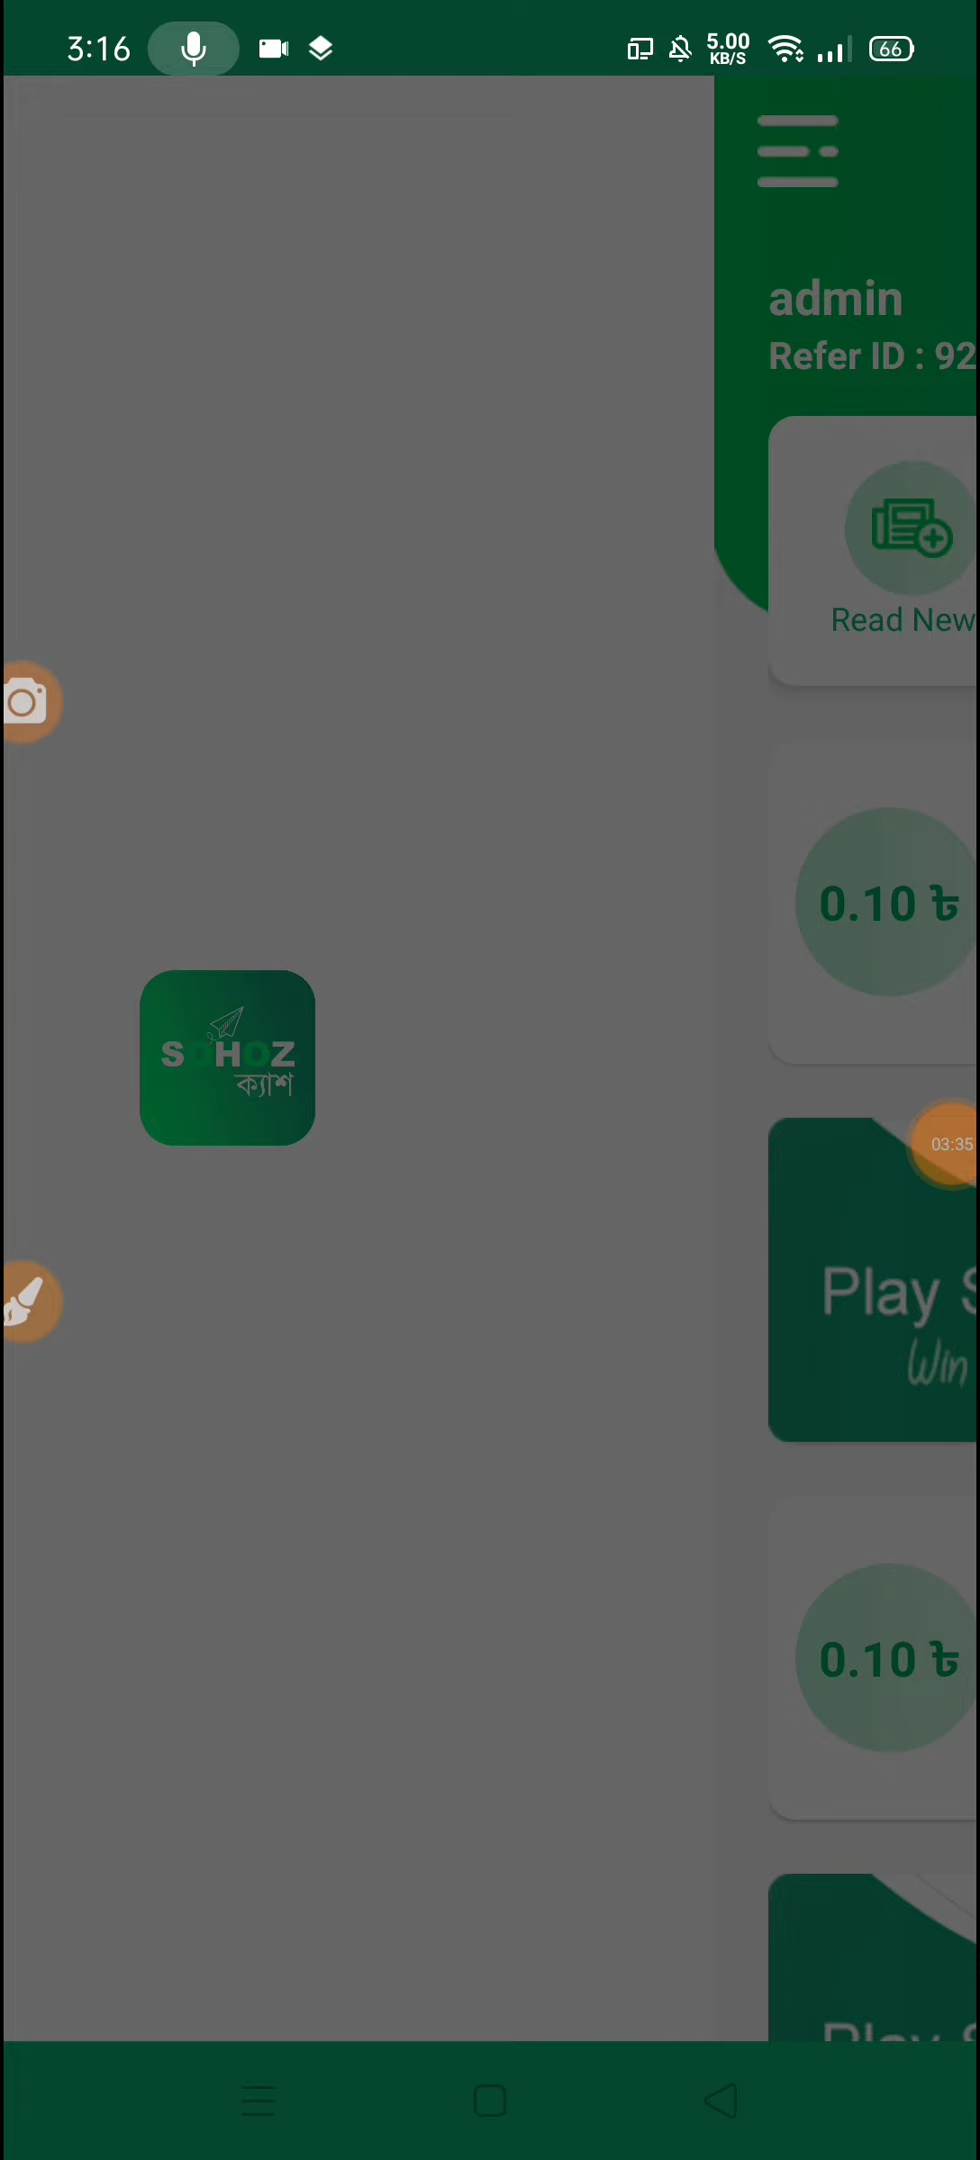 3:16
5.00
KB/S
66
admin
Refer ID : 92
Read New
0.10 ৳
SOHOZ
ক্যাশ
03:35
Play S
Win
0.10 ৳
Play S